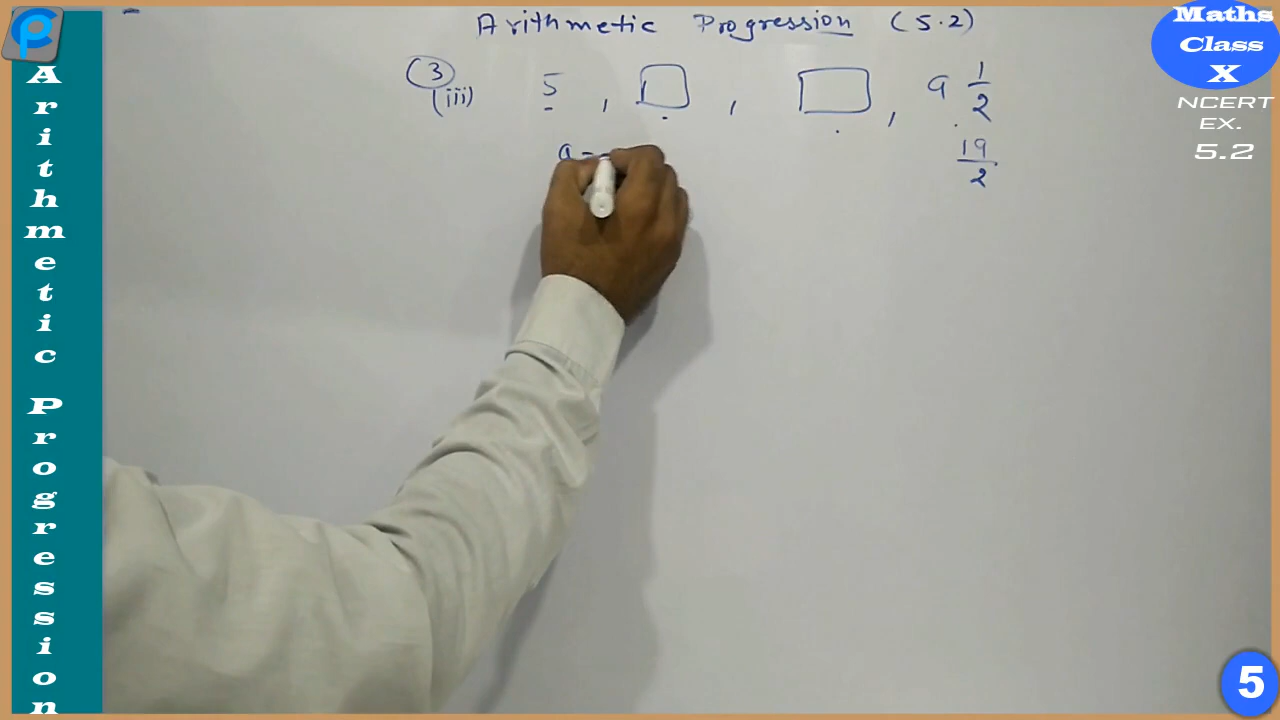 Arithmetic Progression (5.2)
3
(iii) 5 , □ , □ , 9 1/2
19/2
a =
Arithmetic Progression
Maths
Class
X
NCERT
EX.
5.2
5